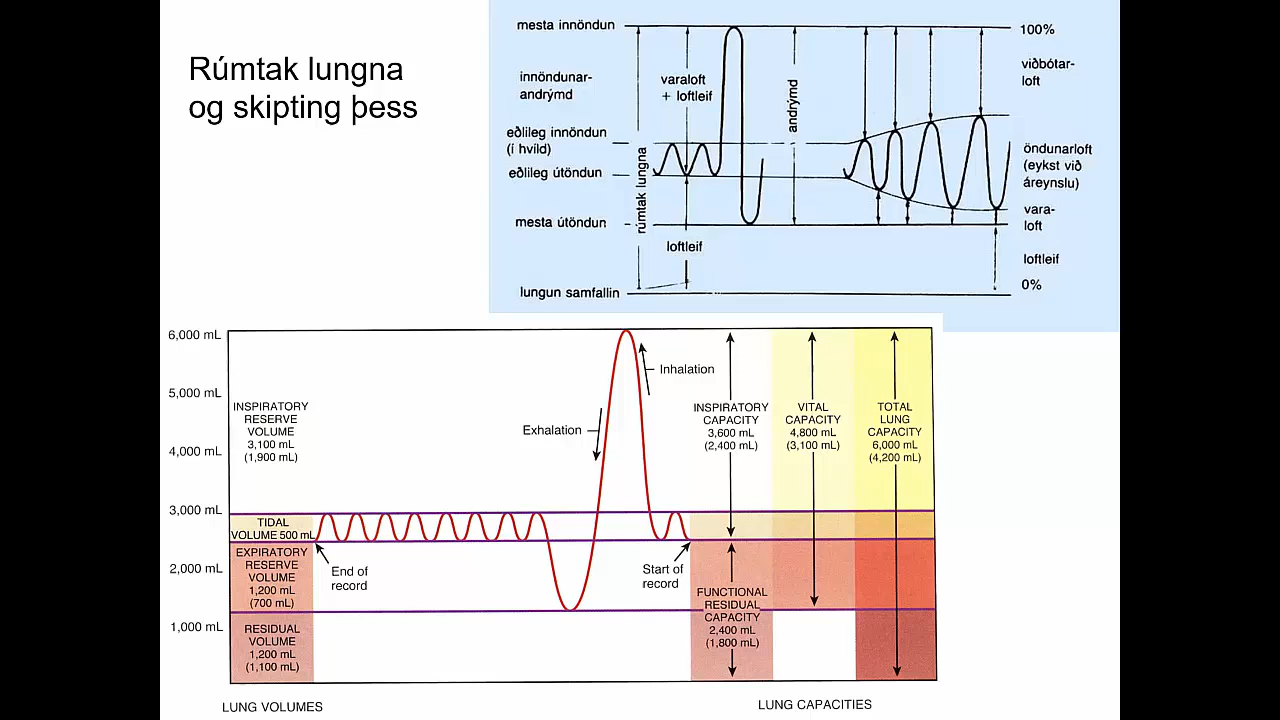 Rúmtak lungna
og skipting þess
mesta innöndun
innöndunar-
andrýmd
eðlileg innöndun
(í hvíld)
eðlileg útöndun
mesta útöndun
lungun samfallin
rúmtak lungna
varaloft
+ loftleif
loftleif
andrýmd
100%
viðbótar-
loft
öndunarloft
(eykst við
áreynslu)
vara-
loft
loftleif
0%
6,000 mL
5,000 mL
4,000 mL
3,000 mL
2,000 mL
1,000 mL
INSPIRATORY
RESERVE
VOLUME
3,100 mL
(1,900 mL)
TIDAL
VOLUME 500 mL
EXPIRATORY
RESERVE
VOLUME
1,200 mL
(700 mL)
RESIDUAL
VOLUME
1,200 mL
(1,100 mL)
End of
record
Exhalation
Inhalation
Start of
record
INSPIRATORY
CAPACITY
3,600 mL
(2,400 mL)
FUNCTIONAL
RESIDUAL
CAPACITY
2,400 mL
(1,800 mL)
VITAL
CAPACITY
4,800 mL
(3,100 mL)
TOTAL
LUNG
CAPACITY
6,000 mL
(4,200 mL)
LUNG VOLUMES
LUNG CAPACITIES